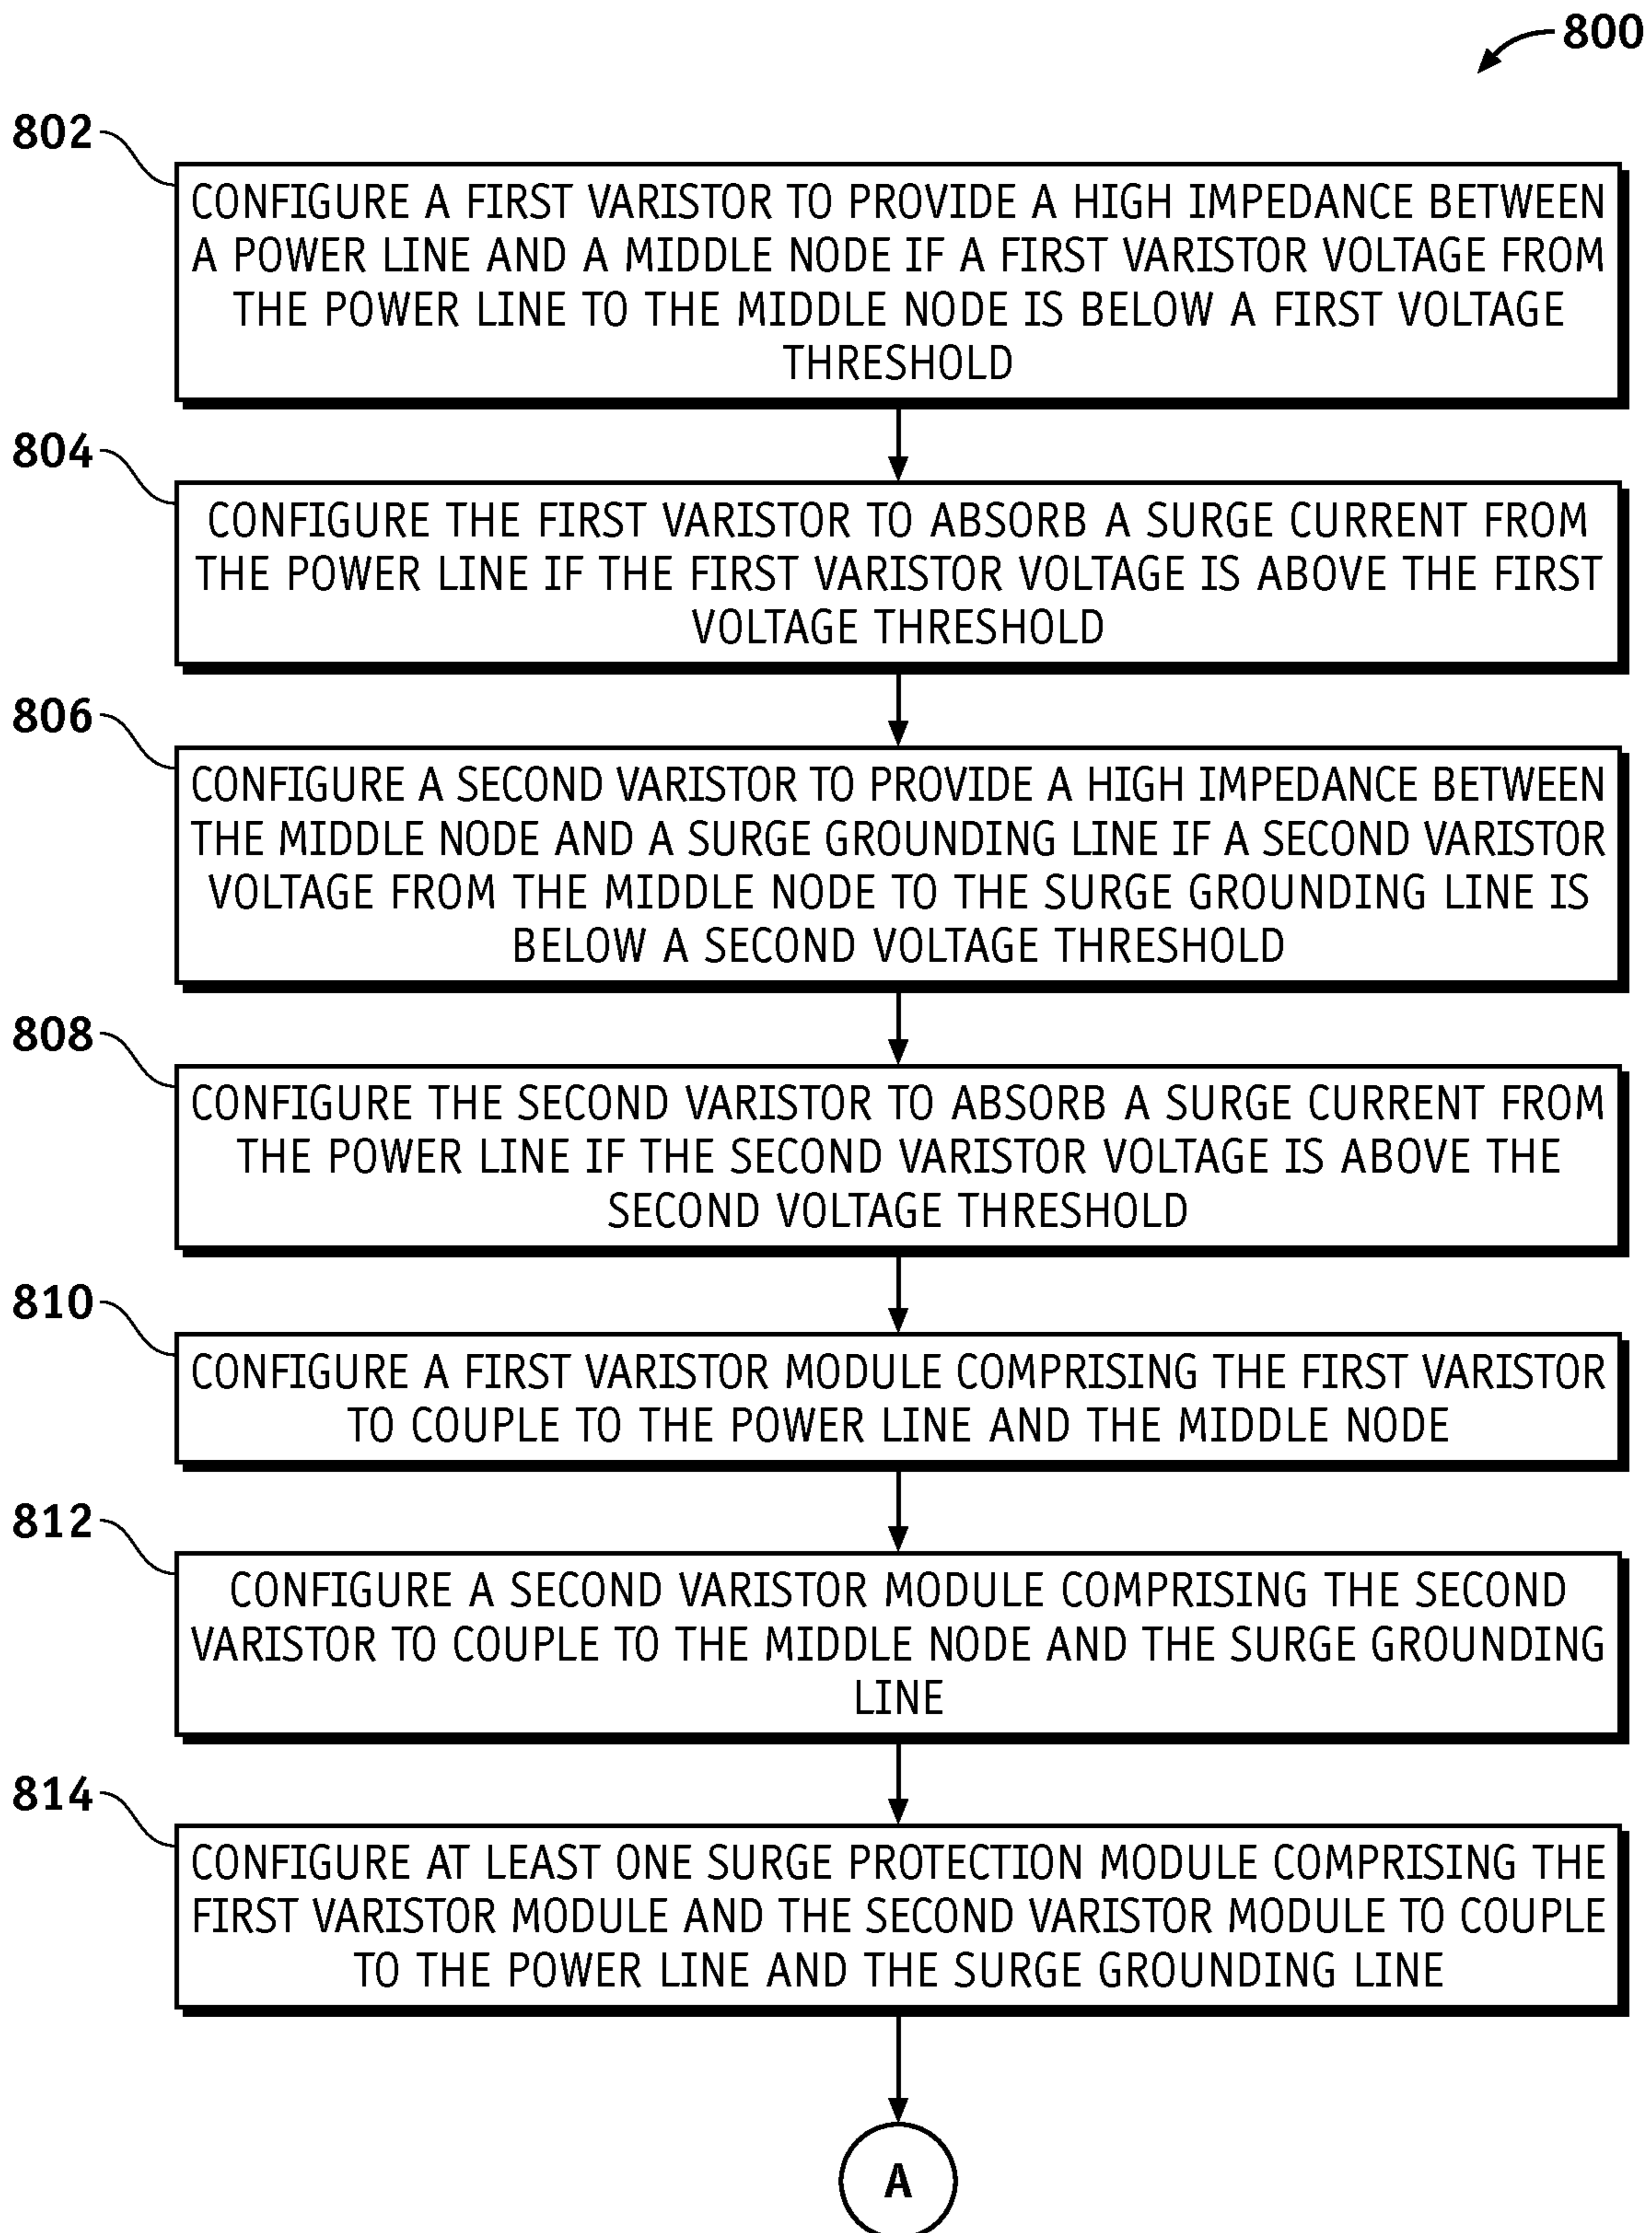 800
802
CONFIGURE A FIRST VARISTOR TO PROVIDE A HIGH IMPEDANCE BETWEEN
A POWER LINE AND A MIDDLE NODE IF A FIRST VARISTOR VOLTAGE FROM
THE POWER LINE TO THE MIDDLE NODE IS BELOW A FIRST VOLTAGE
THRESHOLD
804
CONFIGURE THE FIRST VARISTOR TO ABSORB A SURGE CURRENT FROM
THE POWER LINE IF THE FIRST VARISTOR VOLTAGE IS ABOVE THE FIRST
VOLTAGE THRESHOLD
806
CONFIGURE A SECOND VARISTOR TO PROVIDE A HIGH IMPEDANCE BETWEEN
THE MIDDLE NODE AND A SURGE GROUNDING LINE IF A SECOND VARISTOR
VOLTAGE FROM THE MIDDLE NODE TO THE SURGE GROUNDING LINE IS
BELOW A SECOND VOLTAGE THRESHOLD
808
CONFIGURE THE SECOND VARISTOR TO ABSORB A SURGE CURRENT FROM
THE POWER LINE IF THE SECOND VARISTOR VOLTAGE IS ABOVE THE
SECOND VOLTAGE THRESHOLD
810
CONFIGURE A FIRST VARISTOR MODULE COMPRISING THE FIRST VARISTOR
TO COUPLE TO THE POWER LINE AND THE MIDDLE NODE
812
CONFIGURE A SECOND VARISTOR MODULE COMPRISING THE SECOND
VARISTOR TO COUPLE TO THE MIDDLE NODE AND THE SURGE GROUNDING
LINE
814
CONFIGURE AT LEAST ONE SURGE PROTECTION MODULE COMPRISING THE
FIRST VARISTOR MODULE AND THE SECOND VARISTOR MODULE TO COUPLE
TO THE POWER LINE AND THE SURGE GROUNDING LINE
A